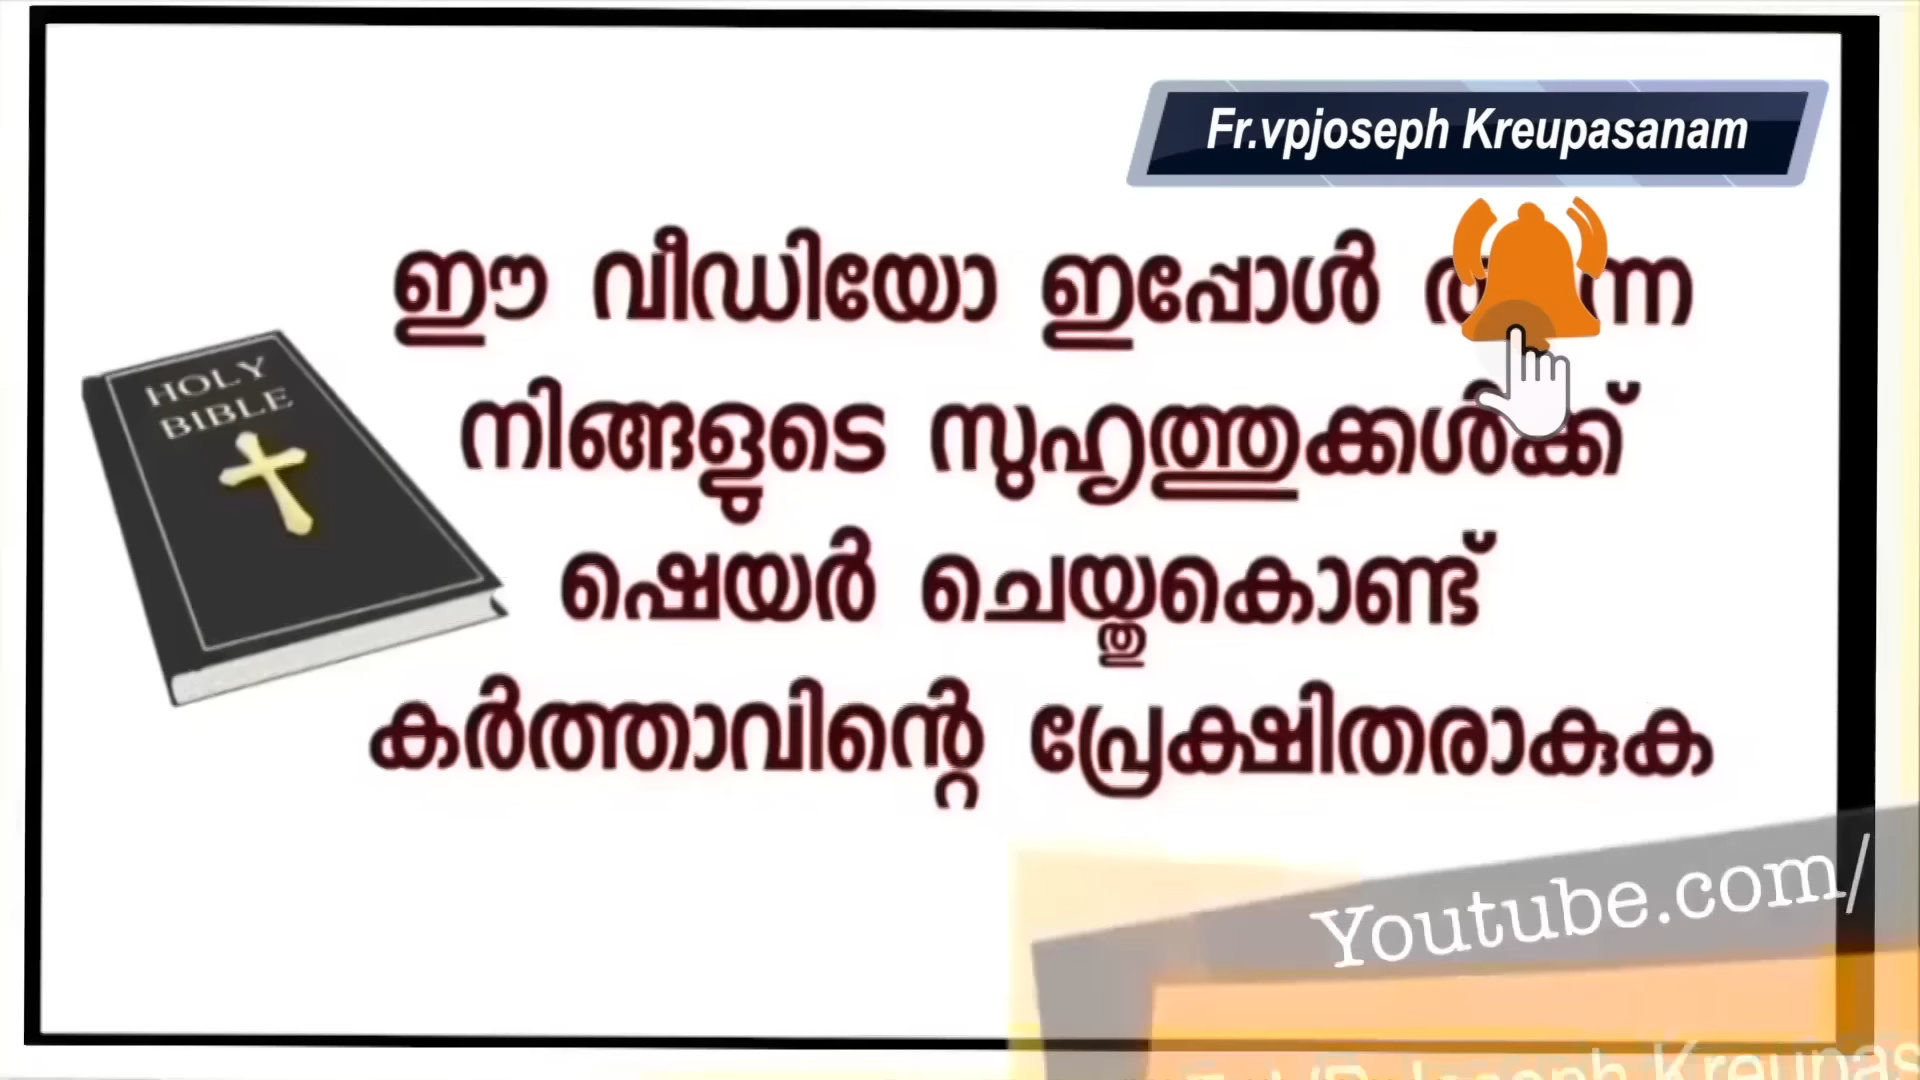 Fr.vpjoseph Kreupasanam
ഈ വീഡിയോ ഇപ്പോൾ
നിങ്ങളുടെ സുഹൃത്തുക്കൾക്ക്
ഷെയർ ചെയ്തുകൊണ്ട്
കർത്താവിന്റെ പ്രേക്ഷിതരാകുക
HOLY
BIBLE
Youtube.com/